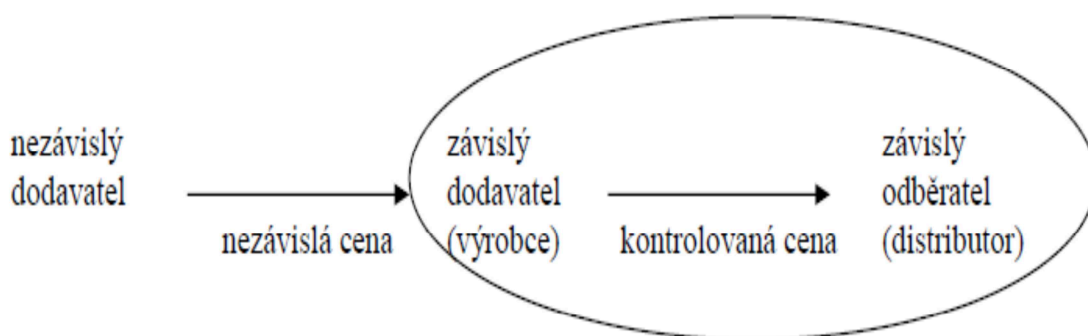 nezávislý
dodavatel
nezávislá cena
závislý
dodavatel
(výrobce)
kontrolovaná cena
závislý
odběratel
(distributor)